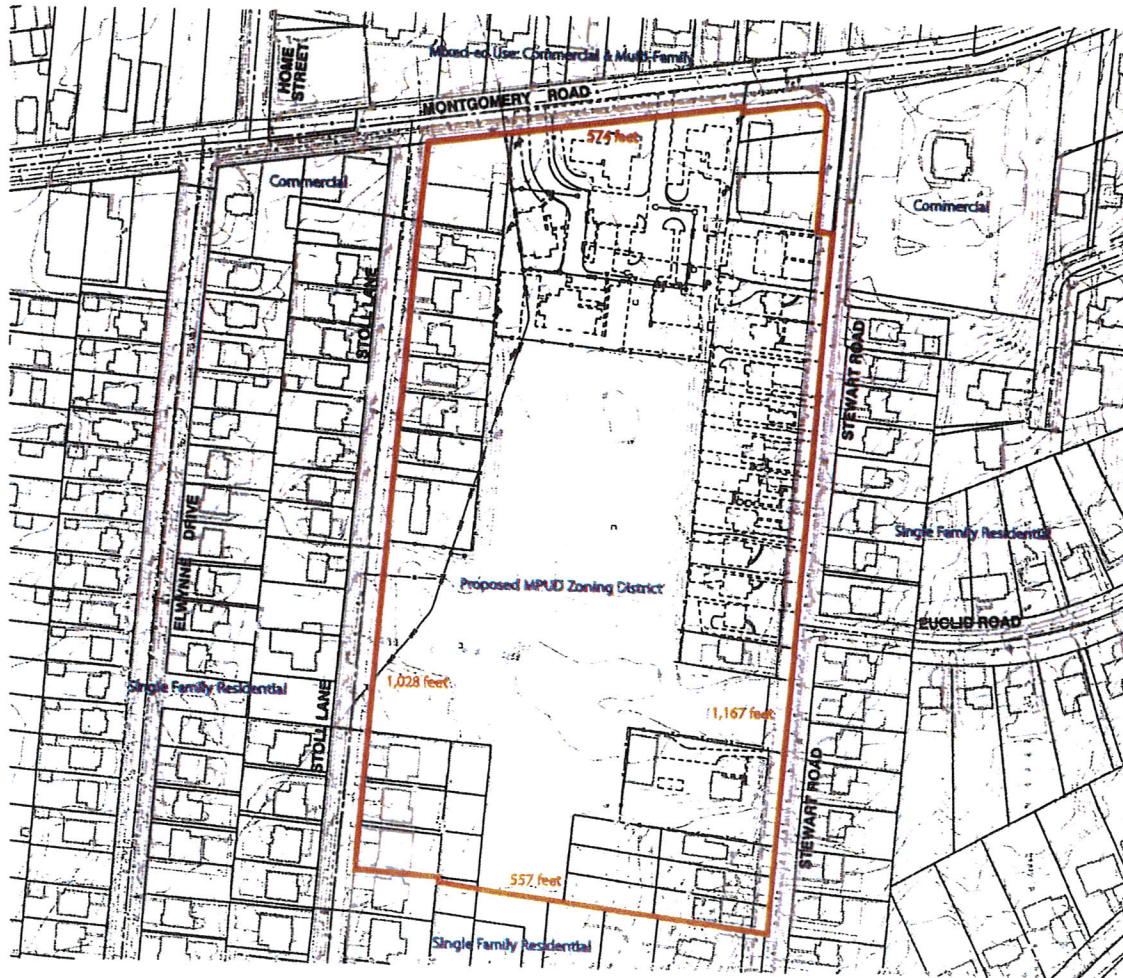 HOME
STREET
Mixed-ed Use: Commercial & Multi-Family
MONTGOMERY ROAD
574 feet
Commercial
Commercial
STOLL LANE
STEWART ROAD
Single Family Residential
ELWYNNE DRIVE
Proposed MPUD Zoning District
EUCLID ROAD
Single Family Residential
1,028 feet
1,167 feet
STOLL LANE
STEWART ROAD
557 feet
Single Family Residential